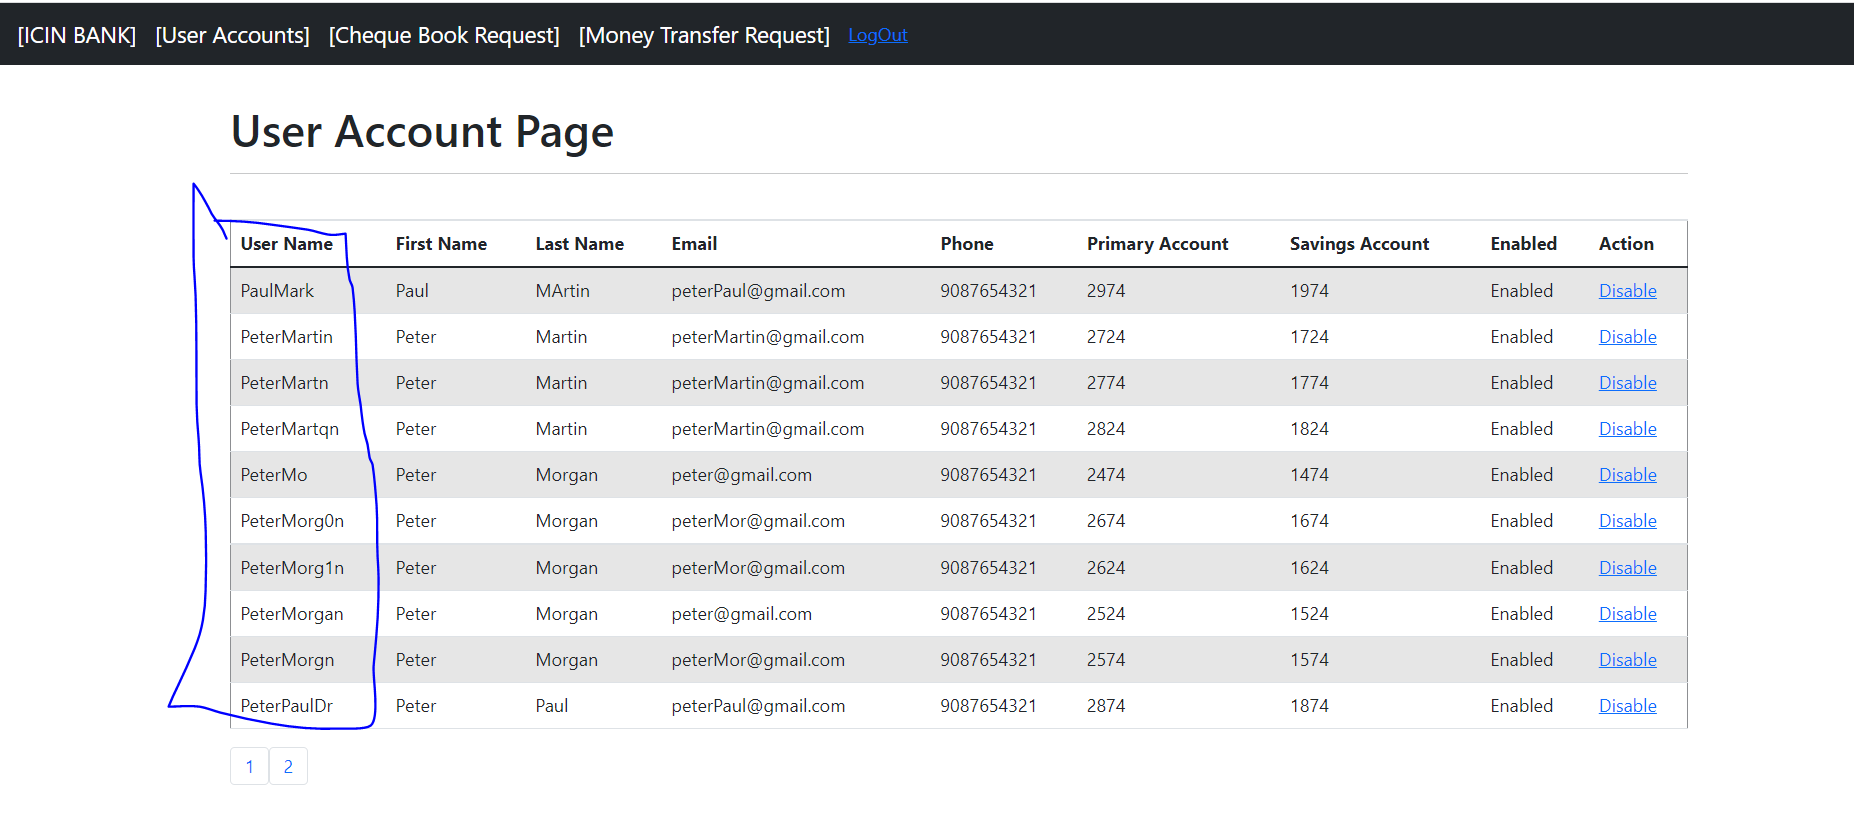 [ICIN BANK] [User Accounts] [Cheque Book Request] [Money Transfer Request] LogOut
User Account Page
User Name First Name Last Name Email Phone Primary Account Savings Account Enabled Action
PaulMark Paul MArtin peterPaul@gmail.com 9087654321 2974 1974 Enabled Disable
PeterMartin Peter Martin peterMartin@gmail.com 9087654321 2724 1724 Enabled Disable
PeterMartn Peter Martin peterMartin@gmail.com 9087654321 2774 1774 Enabled Disable
PeterMartqn Peter Martin peterMartin@gmail.com 9087654321 2824 1824 Enabled Disable
PeterMo Peter Morgan peter@gmail.com 9087654321 2474 1474 Enabled Disable
PeterMorg0n Peter Morgan peterMor@gmail.com 9087654321 2674 1674 Enabled Disable
PeterMorg1n Peter Morgan peterMor@gmail.com 9087654321 2624 1624 Enabled Disable
PeterMorgan Peter Morgan peter@gmail.com 9087654321 2524 1524 Enabled Disable
PeterMorgn Peter Morgan peterMor@gmail.com 9087654321 2574 1574 Enabled Disable
PeterPaulDr Peter Paul peterPaul@gmail.com 9087654321 2874 1874 Enabled Disable
1 2